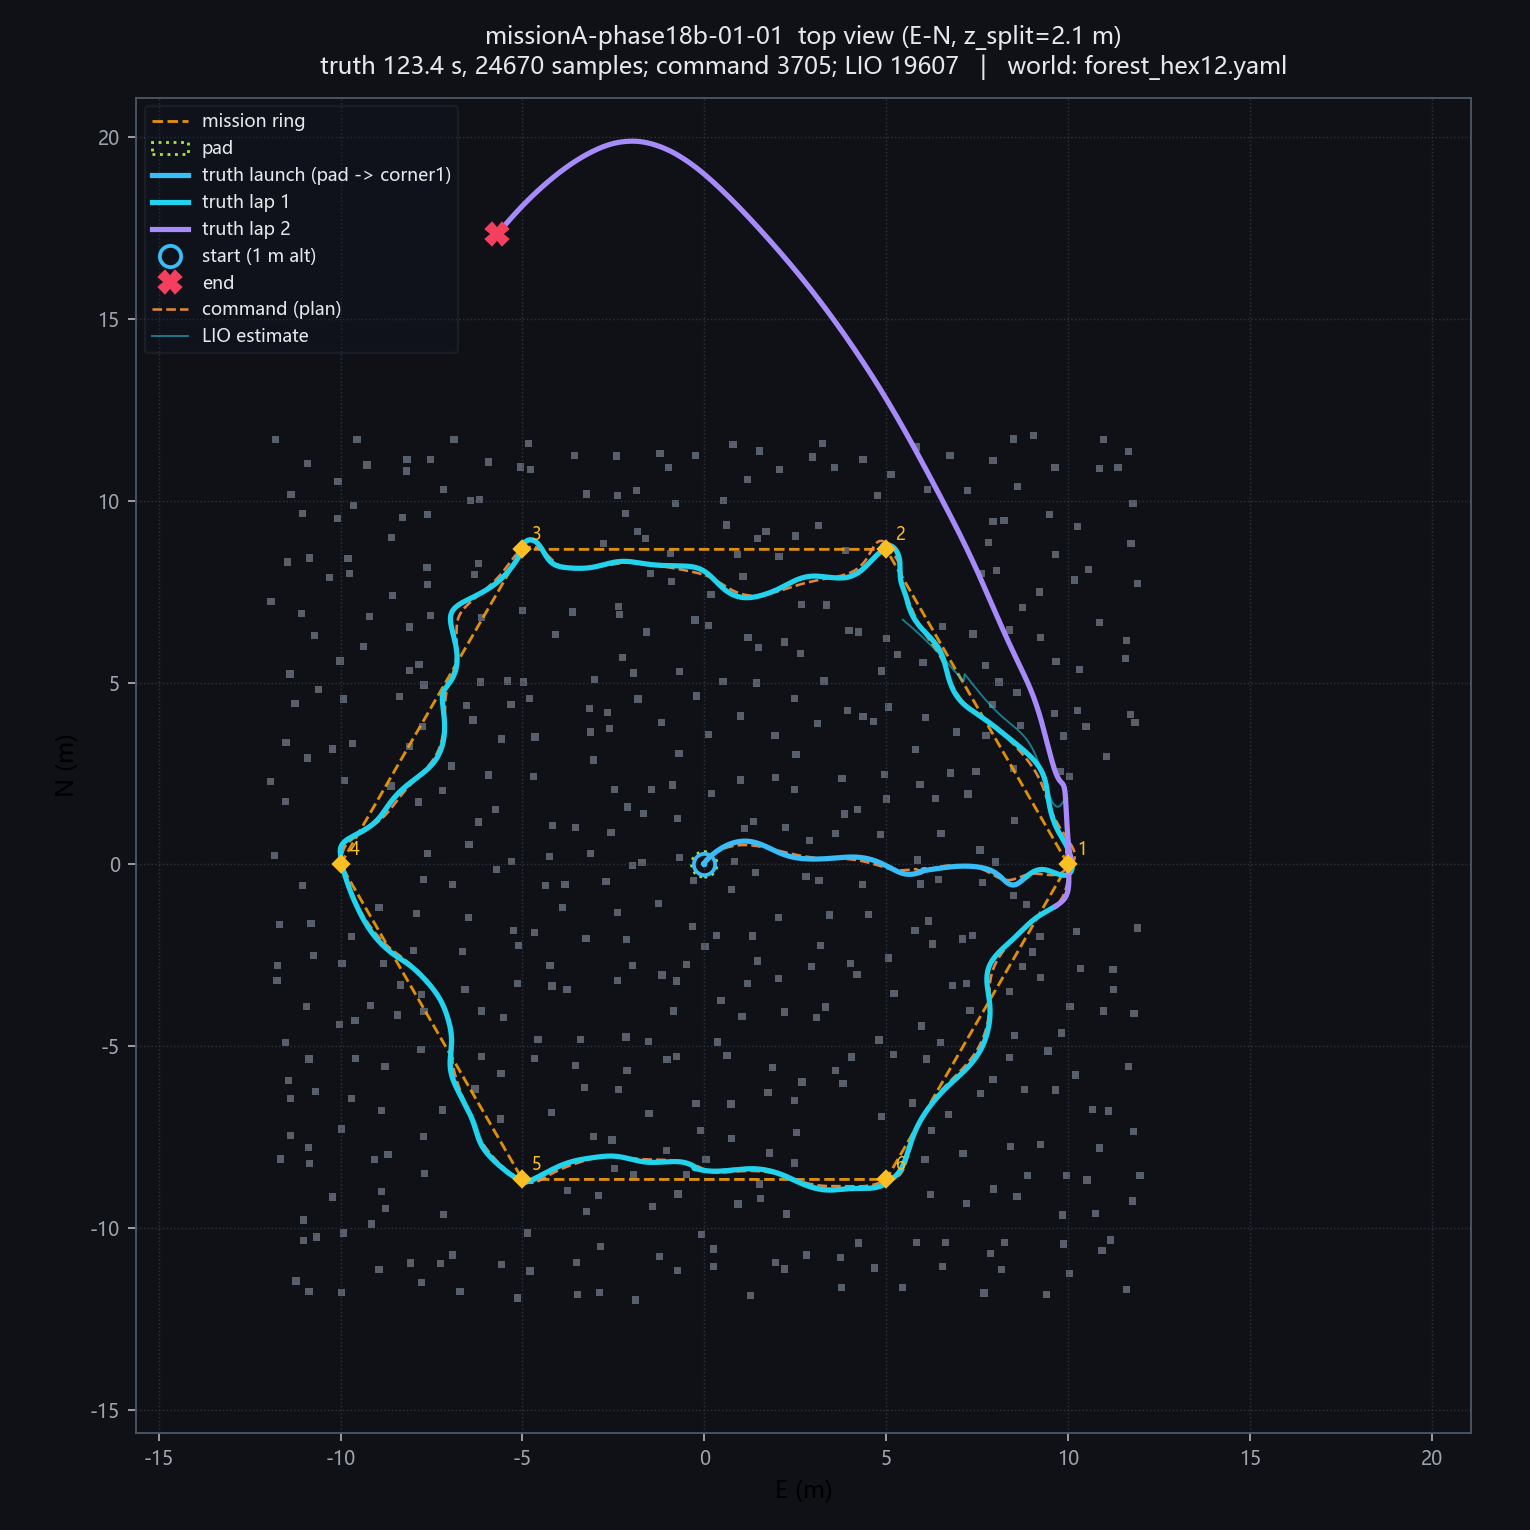 missionA-phase18b-01-01  top view (E-N, z_split=2.1 m)
truth 123.4 s, 24670 samples; command 3705; LIO 19607   |   world: forest_hex12.yaml
mission ring
pad
truth launch (pad -> corner1)
truth lap 1
truth lap 2
start (1 m alt)
end
command (plan)
LIO estimate
20
15
10
5
0
-5
-10
-15
N (m)
3
2
4
1
5
6
-15
-10
-5
0
5
10
15
20
E (m)